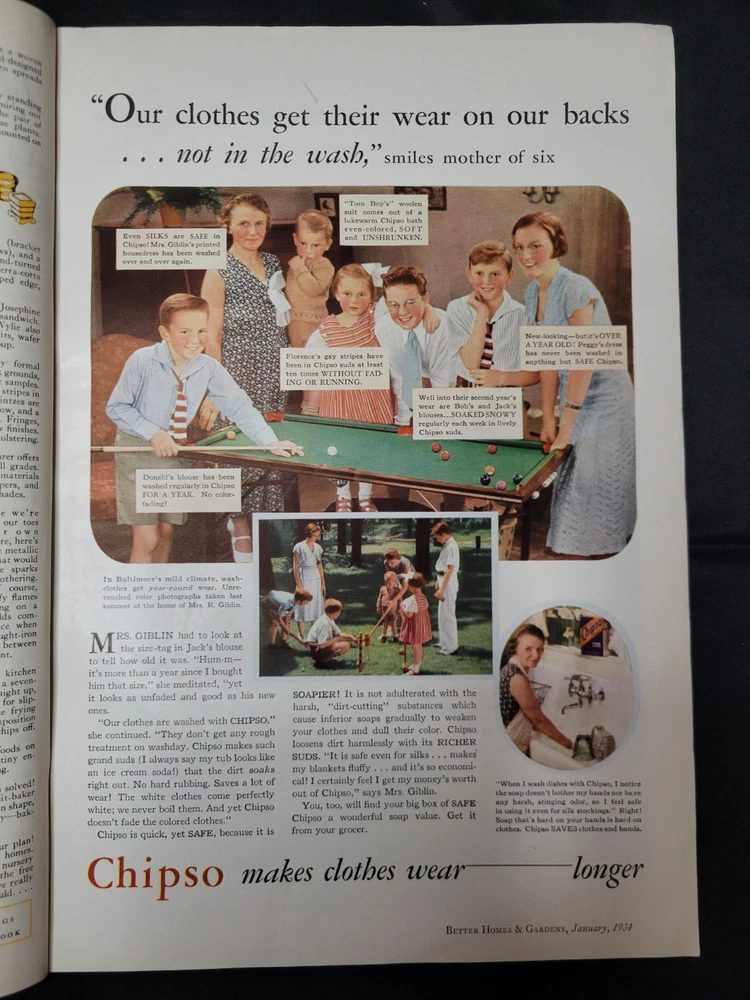 “Our clothes get their wear on our backs
. . . not in the wash,” smiles mother of six
Even SILKS are SAFE in
Chipso! Mrs. Giblin's printed
housedress has been washed
over and over again.
"Tom Boy's" woolen
suit comes out of a
lukewarm Chipso bath
even-colored, SOFT
and UNSHRUNKEN.
New-looking—but it's OVER
A YEAR OLD! Peggy's dress
has never been washed in
anything but SAFE Chipso.
Florence's gay stripes have
been in Chipso suds at least
ten times WITHOUT FAD-
ING OR RUNNING.
Well into their second year's
wear are Bob's and Jack's
blouses...SOAKED SNOWY
regularly each week in lively
Chipso suds.
Donald's blouse has been
washed regularly in Chipso
FOR A YEAR. No color-
fading!
In Baltimore's mild climate, wash-
clothes get year-round wear. Unre-
touched color photographs taken last
summer at the home of Mrs. R. Giblin.
MRS. GIBLIN had to look at
the size-tag in Jack's blouse
to tell how old it was. “Hum-m—
it's more than a year since I bought
him that size,” she meditated, “yet
it looks as unfaded and good as his new
ones.
“Our clothes are washed with CHIPSO,”
she continued. “They don't get any rough
treatment on washday. Chipso makes such
grand suds (I always say my tub looks like
an ice cream soda!) that the dirt soaks
right out. No hard rubbing. Saves a lot of
wear! The white clothes come perfectly
white; we never boil them. And yet Chipso
doesn't fade the colored clothes.”
Chipso is quick, yet SAFE, because it is
SOAPIER! It is not adulterated with the
harsh, “dirt-cutting” substances which
cause inferior soaps gradually to weaken
your clothes and dull their color. Chipso
loosens dirt harmlessly with its RICHER
SUDS. “It is safe even for silks . . . makes
my blankets fluffy . . . and it's so economi-
cal! I certainly feel I get my money's worth
out of Chipso,” says Mrs. Giblin.
You, too, will find your big box of SAFE
Chipso a wonderful soap value. Get it
from your grocer.
Chipso
"When I wash dishes with Chipso, I notice
the soap doesn't bother my hands nor have
any harsh, stinging odor, so I feel safe
in using it even for silk stockings." Right!
Soap that's hard on your hands is hard on
clothes. Chipso SAVES clothes and hands.
Chipso makes clothes wear——longer
BETTER HOMES & GARDENS, January, 1934